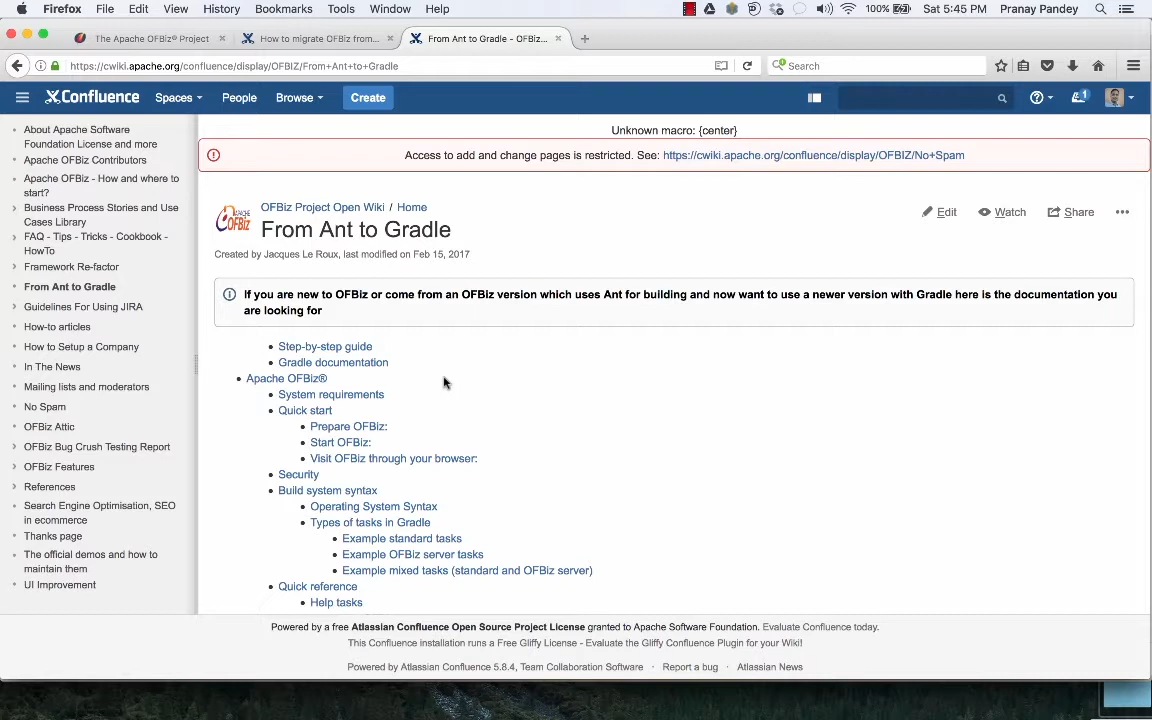 Firefox File Edit View History Bookmarks Tools Window Help 100% Sat 5:45 PM Pranay Pandey
The Apache OFBiz® Project × How to migrate OFBiz from... × From Ant to Gradle - OFBiz... × +
https://cwiki.apache.org/confluence/display/OFBIZ/From+Ant+to+Gradle Search
Confluence Spaces People Browse Create 1
About Apache Software
Foundation License and more
Apache OFBiz Contributors
Apache OFBiz - How and where to
start?
Business Process Stories and Use
Cases Library
FAQ - Tips - Tricks - Cookbook -
HowTo
Framework Re-factor
From Ant to Gradle
Guidelines For Using JIRA
How-to articles
How to Setup a Company
In The News
Mailing lists and moderators
No Spam
OFBiz Attic
OFBiz Bug Crush Testing Report
OFBiz Features
References
Search Engine Optimisation, SEO
in ecommerce
Thanks page
The official demos and how to
maintain them
UI Improvement
Unknown macro: {center}
Access to add and change pages is restricted. See: https://cwiki.apache.org/confluence/display/OFBIZ/No+Spam
APACHE OFBiz
OFBiz Project Open Wiki / Home
From Ant to Gradle
Edit Watch Share •••
Created by Jacques Le Roux, last modified on Feb 15, 2017
If you are new to OFBiz or come from an OFBiz version which uses Ant for building and now want to use a newer version with Gradle here is the documentation you
are looking for
Step-by-step guide
Gradle documentation
Apache OFBiz®
System requirements
Quick start
Prepare OFBiz:
Start OFBiz:
Visit OFBiz through your browser:
Security
Build system syntax
Operating System Syntax
Types of tasks in Gradle
Example standard tasks
Example OFBiz server tasks
Example mixed tasks (standard and OFBiz server)
Quick reference
Help tasks
Powered by a free Atlassian Confluence Open Source Project License granted to Apache Software Foundation. Evaluate Confluence today.
This Confluence installation runs a Free Gliffy License - Evaluate the Gliffy Confluence Plugin for your Wiki!
Powered by Atlassian Confluence 5.8.4, Team Collaboration Software · Report a bug · Atlassian News